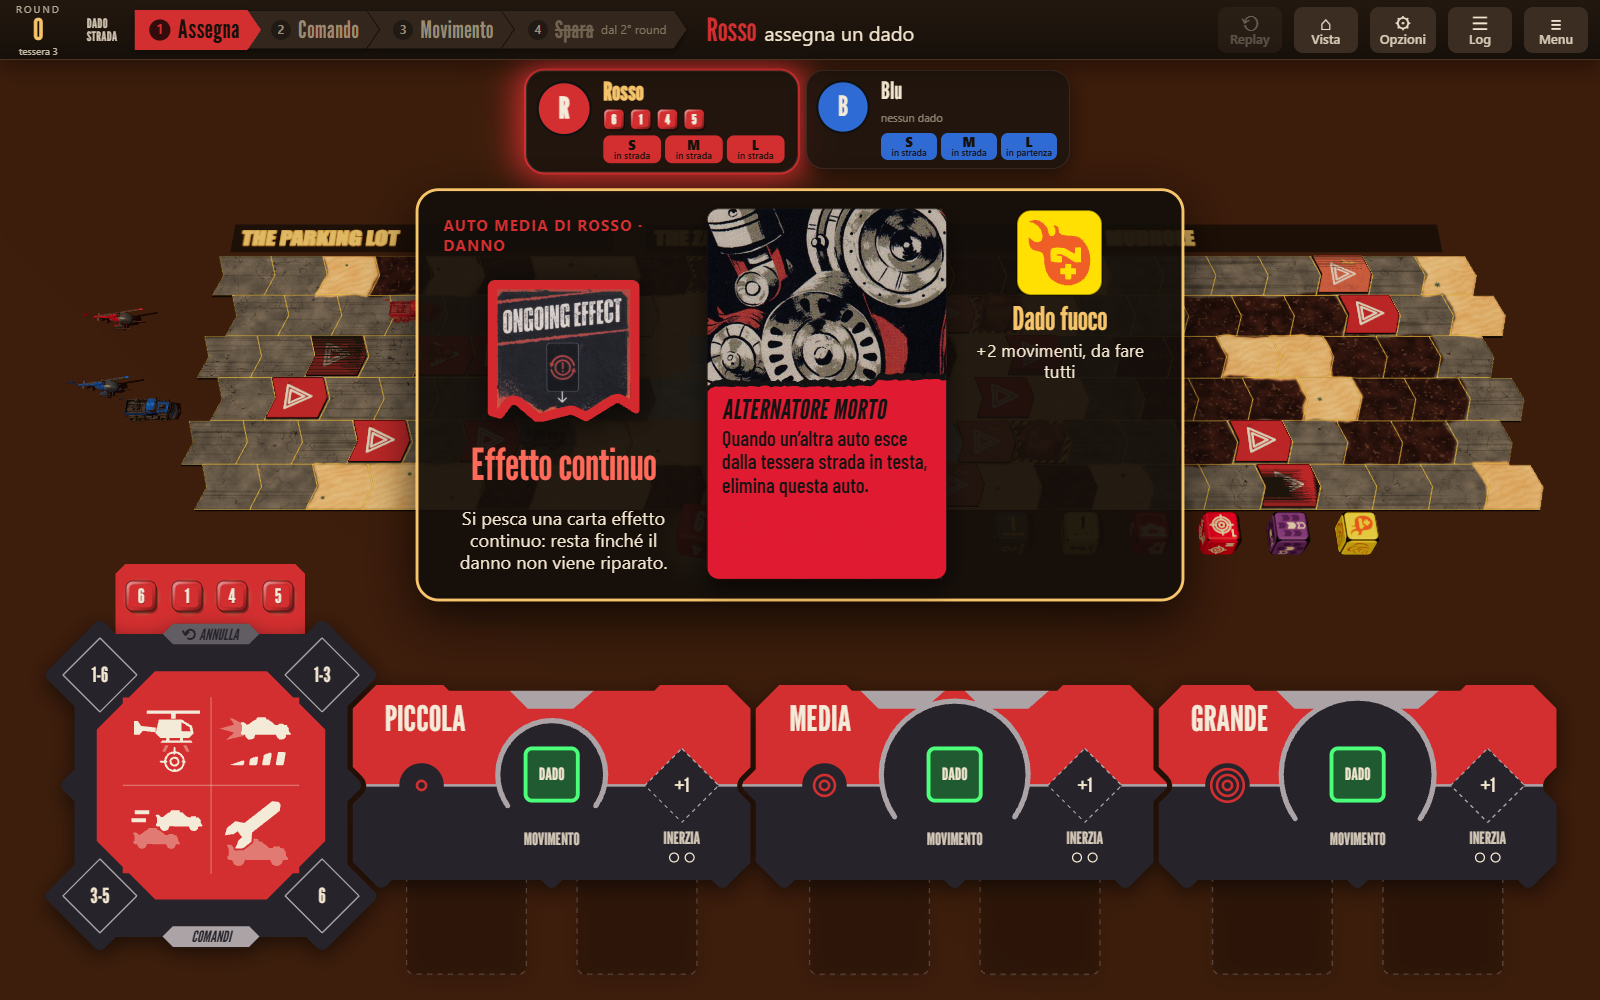 ROUND
0
tessera 3
DADO
STRADA
1 Assegna
2 Comando
3 Movimento
4 Spara dal 2° round
Rosso assegna un dado
Replay
Vista
Opzioni
Log
Menu
R
Rosso
6 1 4 5
S
in strada
M
in strada
L
in strada
B
Blu
nessun dado
S
in strada
M
in strada
L
in partenza
THE PARKING LOT
AUTO MEDIA DI ROSSO -
DANNO
ONGOING EFFECT
Effetto continuo
Si pesca una carta effetto
continuo: resta finché il
danno non viene riparato.
ALTERNATORE MORTO
Quando un'altra auto esce
dalla tessera strada in testa,
elimina questa auto.
+2
Dado fuoco
+2 movimenti, da fare
tutti
6 1 4 5
ANNULLA
1-6
1-3
3-5
6
COMANDI
PICCOLA
DADO
+1
MOVIMENTO
INERZIA
MEDIA
DADO
+1
MOVIMENTO
INERZIA
GRANDE
DADO
+1
MOVIMENTO
INERZIA